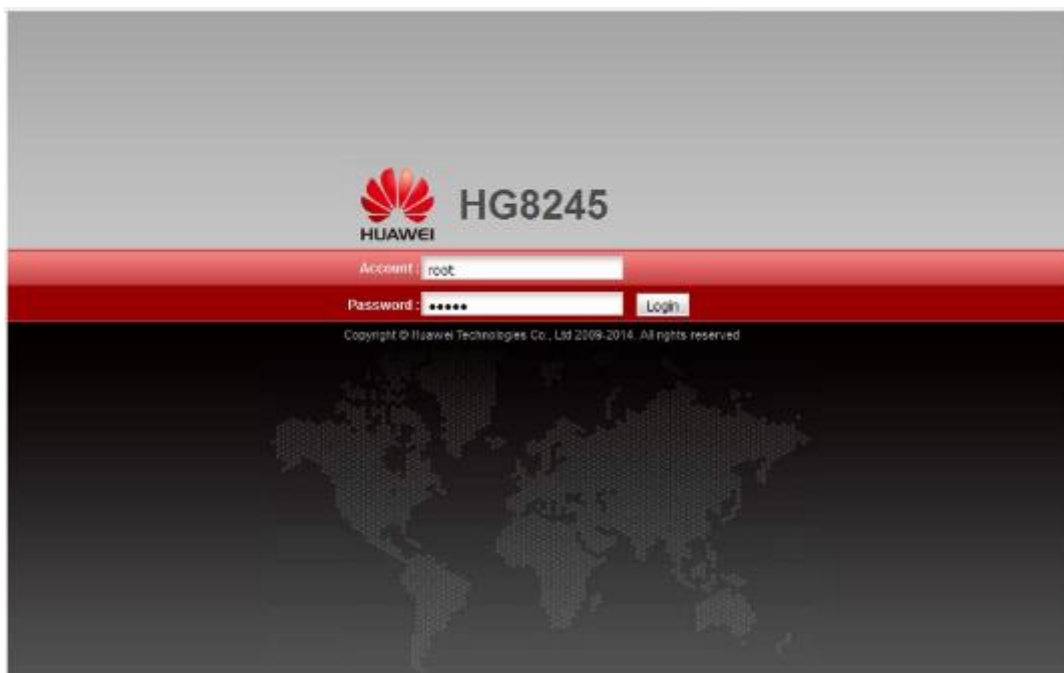 HUAWEI
HG8245
Account : root
Password : •••••
Login
Copyright © Huawei Technologies Co., Ltd 2009-2014. All rights reserved